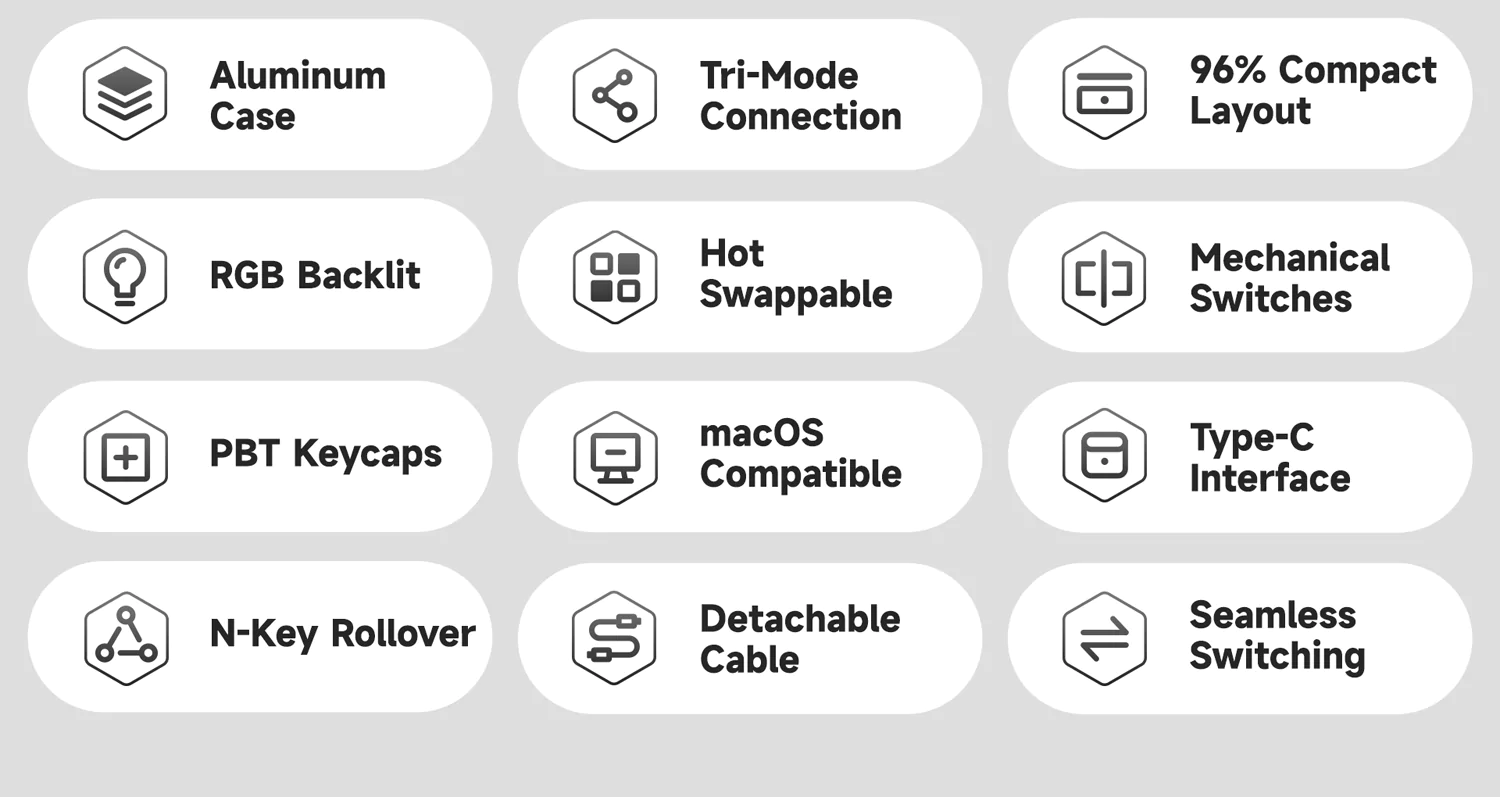 Aluminum
Case
Tri-Mode
Connection
96% Compact
Layout
RGB Backlit
Hot
Swappable
Mechanical
Switches
PBT Keycaps
macOS
Compatible
Type-C
Interface
N-Key Rollover
Detachable
Cable
Seamless
Switching